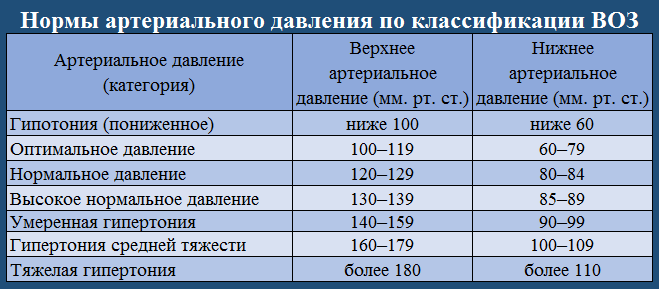 Нормы артериального давления по классификации ВОЗ
Артериальное давление
(категория)
Верхнее
артериальное
давление (мм. рт. ст.)
Нижнее
артериальное
давление (мм. рт. ст.)
Гипотония (пониженное) ниже 100 ниже 60
Оптимальное давление 100–119 60–79
Нормальное давление 120–129 80–84
Высокое нормальное давление 130–139 85–89
Умеренная гипертония 140–159 90–99
Гипертония средней тяжести 160–179 100–109
Тяжелая гипертония более 180 более 110